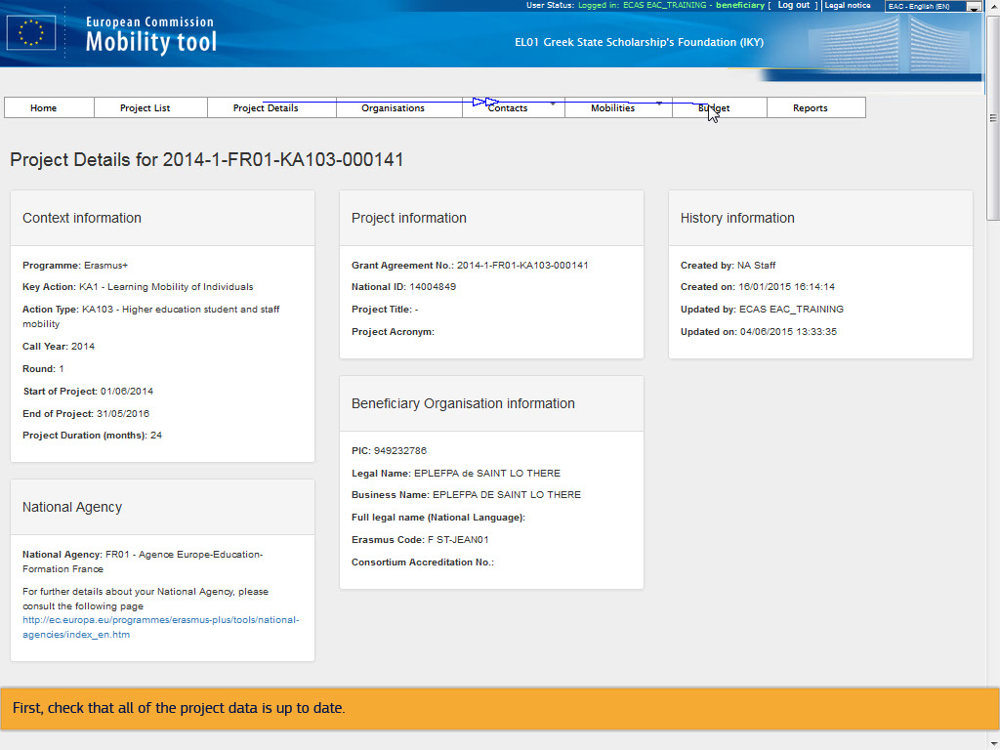 User Status: Logged in: ECAS EAC_TRAINING - beneficiary [ Log out ] Legal notice EAC - English (EN)
European Commission
Mobility tool
EL01 Greek State Scholarship's Foundation (IKY)
Home Project List Project Details Organisations Contacts Mobilities Budget Reports
Project Details for 2014-1-FR01-KA103-000141
Context information
Programme: Erasmus+
Key Action: KA1 - Learning Mobility of Individuals
Action Type: KA103 - Higher education student and staff
mobility
Call Year: 2014
Round: 1
Start of Project: 01/06/2014
End of Project: 31/05/2016
Project Duration (months): 24
National Agency
National Agency: FR01 - Agence Europe-Education-
Formation France
For further details about your National Agency, please
consult the following page
http://ec.europa.eu/programmes/erasmus-plus/tools/national-
agencies/index_en.htm
Project information
Grant Agreement No.: 2014-1-FR01-KA103-000141
National ID: 14004849
Project Title: -
Project Acronym:
Beneficiary Organisation information
PIC: 949232786
Legal Name: EPLEFPA de SAINT LO THERE
Business Name: EPLEFPA DE SAINT LO THERE
Full legal name (National Language):
Erasmus Code: F ST-JEAN01
Consortium Accreditation No.:
History information
Created by: NA Staff
Created on: 16/01/2015 16:14:14
Updated by: ECAS EAC_TRAINING
Updated on: 04/06/2015 13:33:35
First, check that all of the project data is up to date.